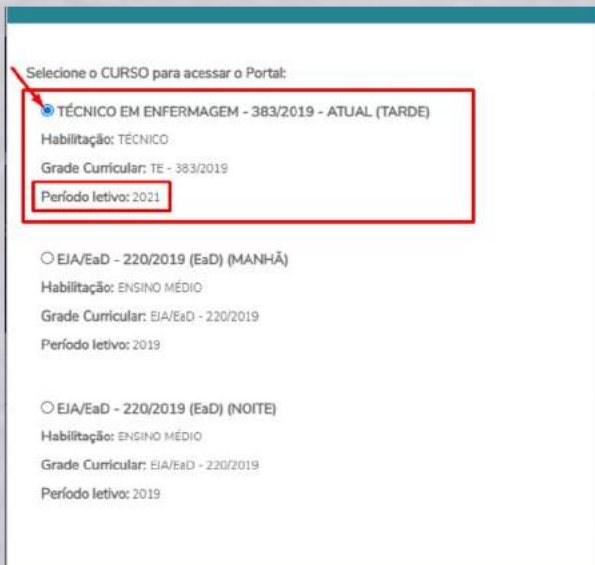 Selecione o CURSO para acessar o Portal:
TÉCNICO EM ENFERMAGEM - 383/2019 - ATUAL (TARDE)
Habilitação: TÉCNICO
Grade Curricular: TE - 383/2019
Período letivo: 2021
EJA/EaD - 220/2019 (EaD) (MANHÃ)
Habilitação: ENSINO MÉDIO
Grade Curricular: EJA/EaD - 220/2019
Período letivo: 2019
EJA/EaD - 220/2019 (EaD) (NOITE)
Habilitação: ENSINO MÉDIO
Grade Curricular: EJA/EaD - 220/2019
Período letivo: 2019